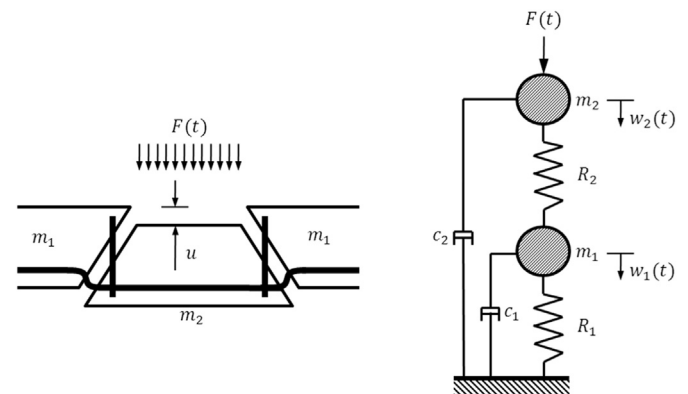 F(t)
m₁
m₁
u
m₂
F(t)
m₂
w₂(t)
R₂
c₂
m₁
w₁(t)
c₁
R₁